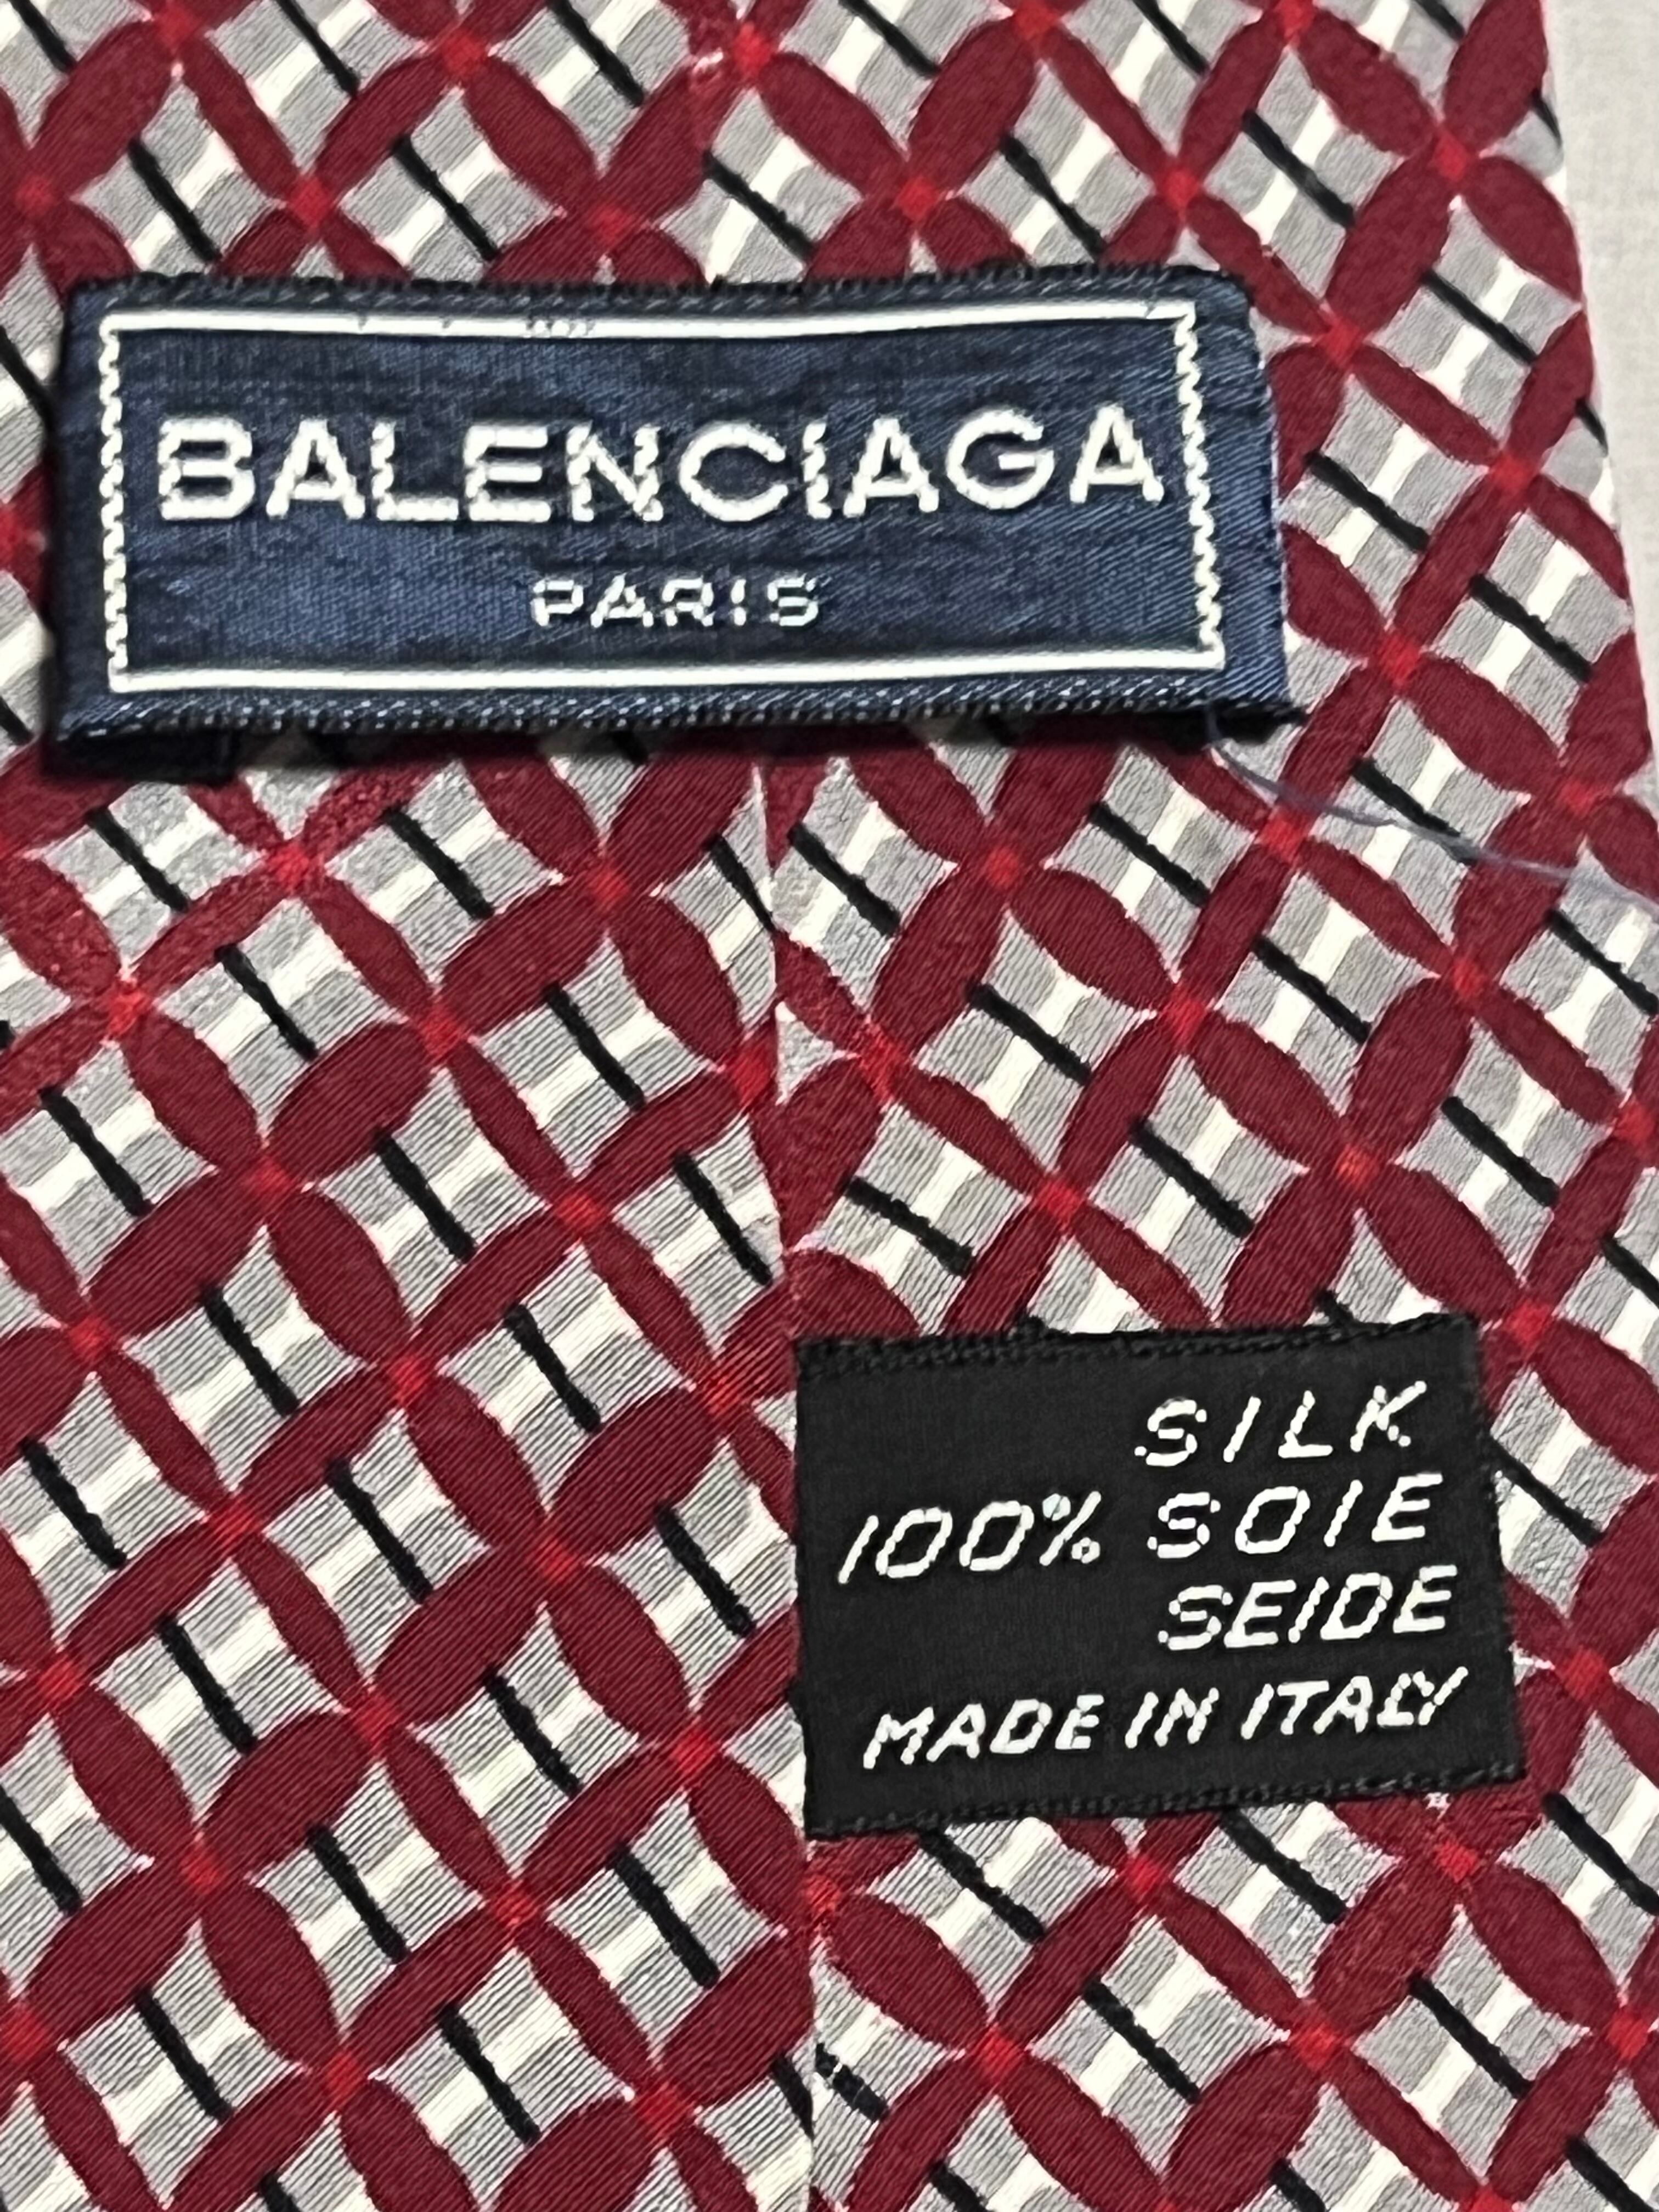 BALENCIAGA
PARIS
SILK
100% SOIE
SEIDE
MADE IN ITALY